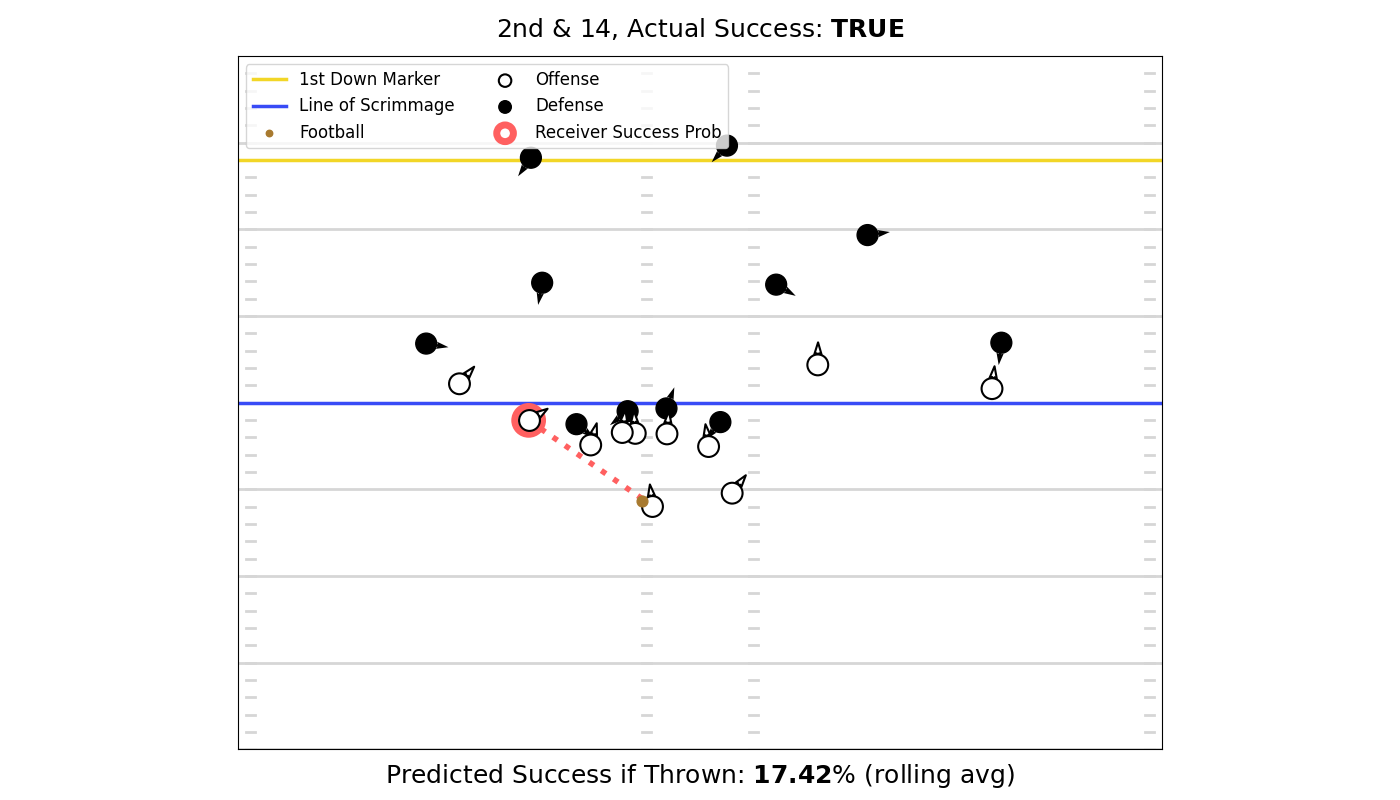 2nd & 14, Actual Success: TRUE
1st Down Marker
Line of Scrimmage
Football
Offense
Defense
Receiver Success Prob
Predicted Success if Thrown: 17.42% (rolling avg)